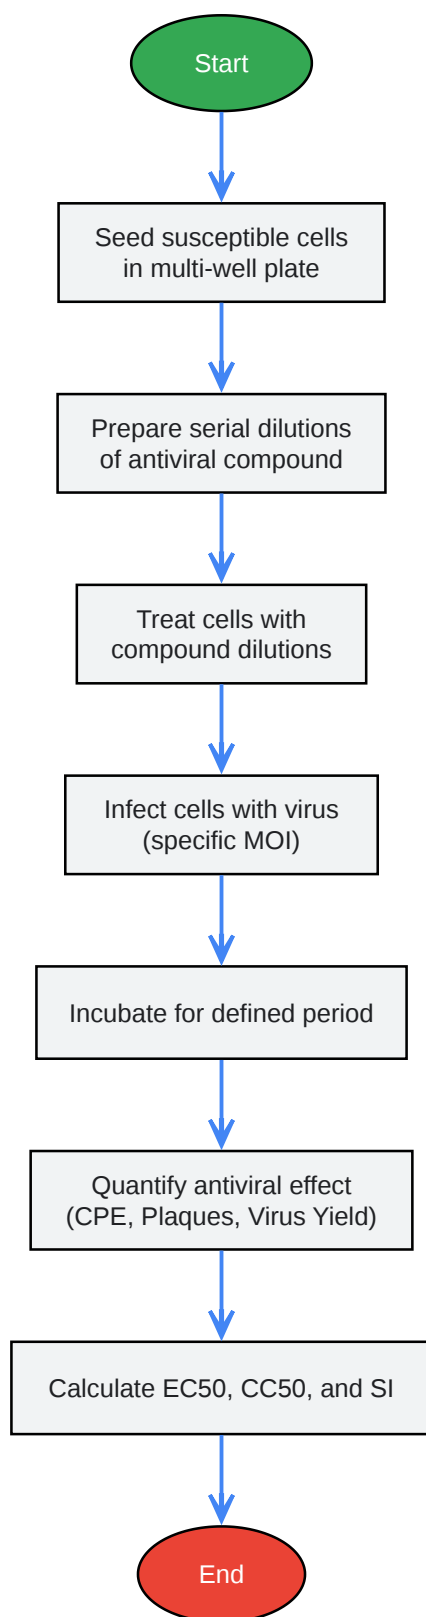 Start
Seed susceptible cells
in multi-well plate
Prepare serial dilutions
of antiviral compound
Treat cells with
compound dilutions
Infect cells with virus
(specific MOI)
Incubate for defined period
Quantify antiviral effect
(CPE, Plaques, Virus Yield)
Calculate EC50, CC50, and SI
End